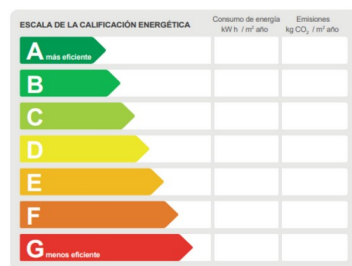 ESCALA DE LA CALIFICACIÓN ENERGÉTICA
Consumo de energía
kW h / m² año
Emisiones
kg CO₂ / m² año
A más eficiente
B
C
D
E
F
G menos eficiente